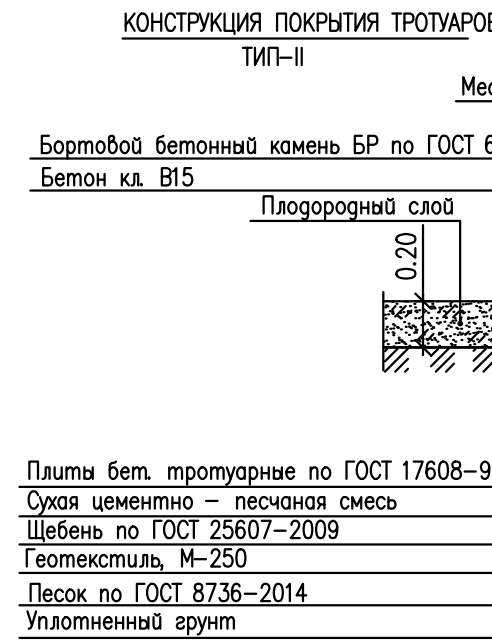 КОНСТРУКЦИЯ ПОКРЫТИЯ ТРОТУАРОВ
ТИП-II
Мес
Бортовой бетонный камень БР по ГОСТ 6
Бетон кл. В15
Плодородный слой
0.20
Плиты бет. тротуарные по ГОСТ 17608-9
Сухая цементно - песчаная смесь
Щебень по ГОСТ 25607-2009
Геотекстиль, М-250
Песок по ГОСТ 8736-2014
Уплотненный грунт